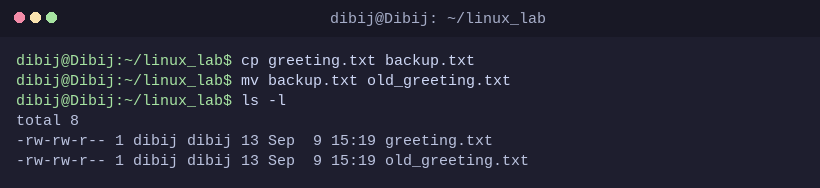 dibij@Dibij: ~/linux_lab
dibij@Dibij:~/linux_lab$ cp greeting.txt backup.txt
dibij@Dibij:~/linux_lab$ mv backup.txt old_greeting.txt
dibij@Dibij:~/linux_lab$ ls -l
total 8
-rw-rw-r-- 1 dibij dibij 13 Sep  9 15:19 greeting.txt
-rw-rw-r-- 1 dibij dibij 13 Sep  9 15:19 old_greeting.txt